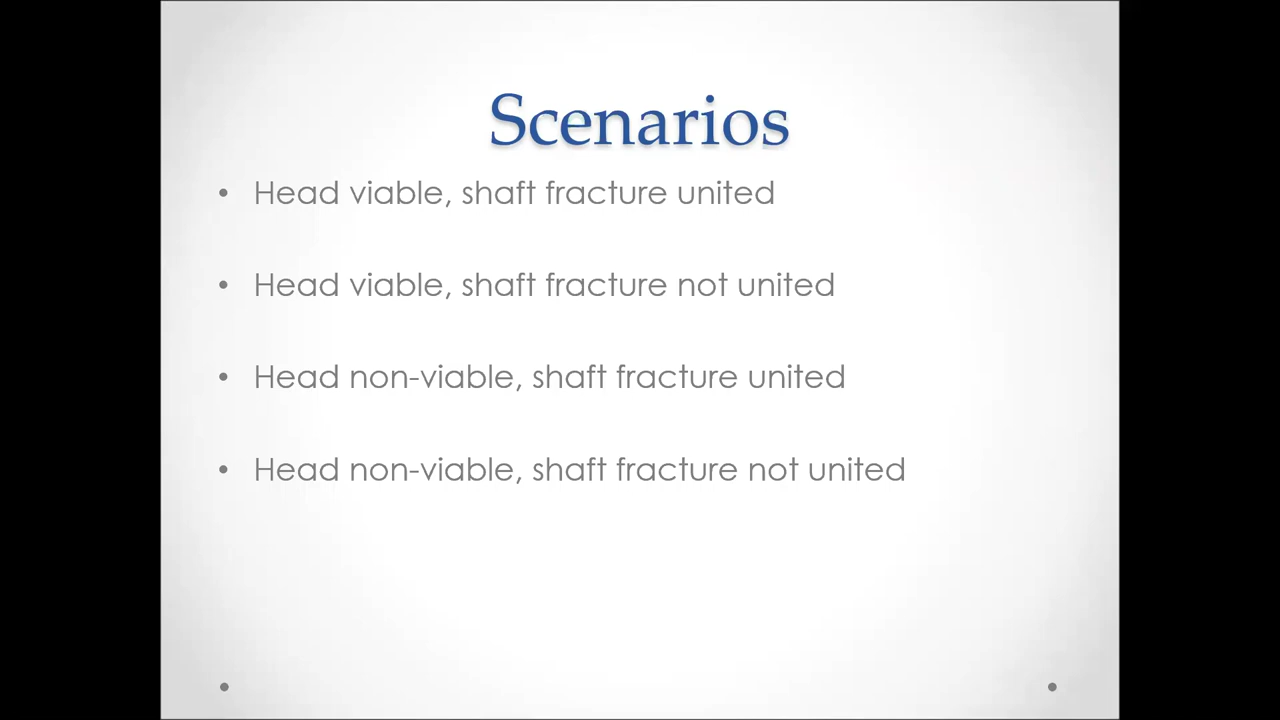 Scenarios
• Head viable, shaft fracture united
• Head viable, shaft fracture not united
• Head non-viable, shaft fracture united
• Head non-viable, shaft fracture not united